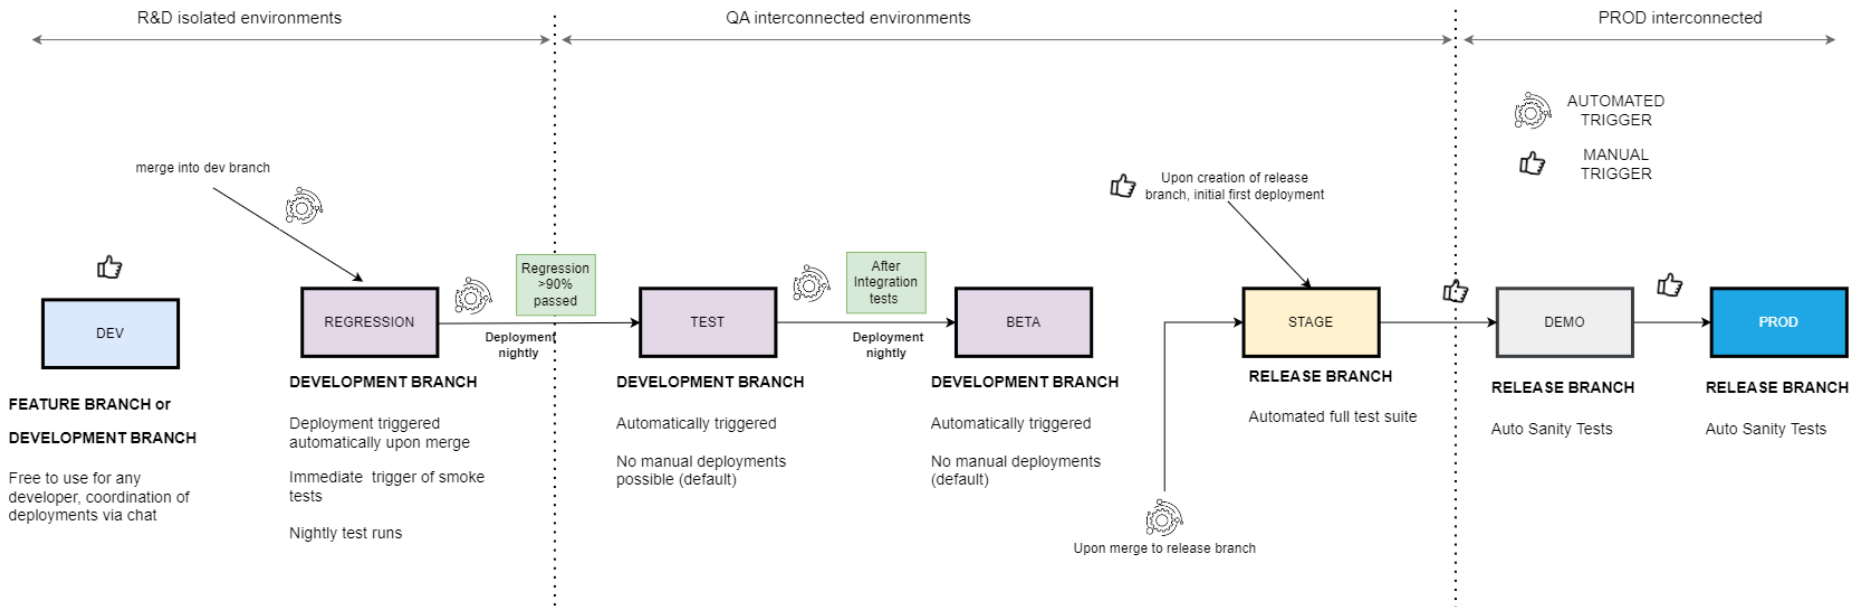 R&D isolated environments
QA interconnected environments
PROD interconnected
AUTOMATED
TRIGGER
MANUAL
TRIGGER
merge into dev branch
Upon creation of release
branch, initial first deployment
Regression
>90%
passed
After
Integration
tests
DEV
REGRESSION
TEST
BETA
STAGE
DEMO
PROD
Deployment
nightly
Deployment
nightly
FEATURE BRANCH or
DEVELOPMENT BRANCH
Free to use for any
developer, coordination of
deployments via chat
DEVELOPMENT BRANCH
Deployment triggered
automatically upon merge
Immediate trigger of smoke
tests
Nightly test runs
DEVELOPMENT BRANCH
Automatically triggered
No manual deployments
possible (default)
DEVELOPMENT BRANCH
Automatically triggered
No manual deployments
(default)
Upon merge to release branch
RELEASE BRANCH
Automated full test suite
RELEASE BRANCH
Auto Sanity Tests
RELEASE BRANCH
Auto Sanity Tests